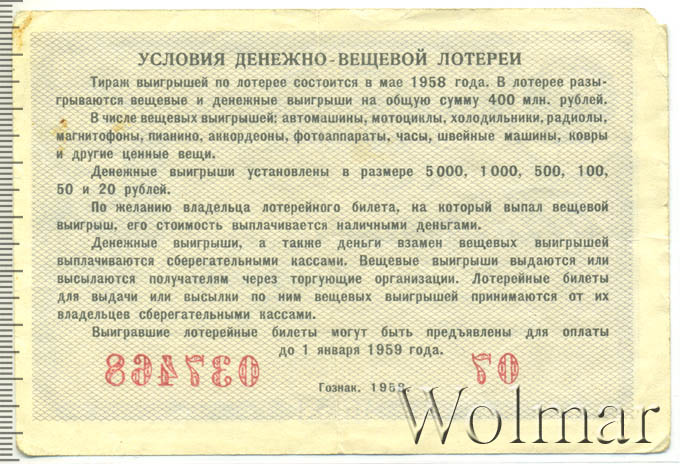 УСЛОВИЯ ДЕНЕЖНО-ВЕЩЕВОЙ ЛОТЕРЕИ
Тираж выигрышей по лотерее состоится в мае 1958 года. В лотерее разы-
грываются вещевые и денежные выигрыши на общую сумму 400 млн. рублей.
В числе вещевых выигрышей: автомашины, мотоциклы, холодильники, радиолы,
магнитофоны, пианино, аккордеоны, фотоаппараты, часы, швейные машины, ковры
и другие ценные вещи.
Денежные выигрыши установлены в размере 5000, 1000, 500, 100,
50 и 20 рублей.
По желанию владельца лотерейного билета, на который выпал вещевой
выигрыш, его стоимость выплачивается наличными деньгами.
Денежные выигрыши, а также деньги взамен вещевых выигрышей
выплачиваются сберегательными кассами. Вещевые выигрыши выдаются или
высылаются получателям через торгующие организации. Лотерейные билеты
для выдачи или высылки по ним вещевых выигрышей принимаются от их
владельцев сберегательными кассами.
Выигравшие лотерейные билеты могут быть предъявлены для оплаты
до 1 января 1959 года.
037468 07
Гознак. 1958.
Wolmar